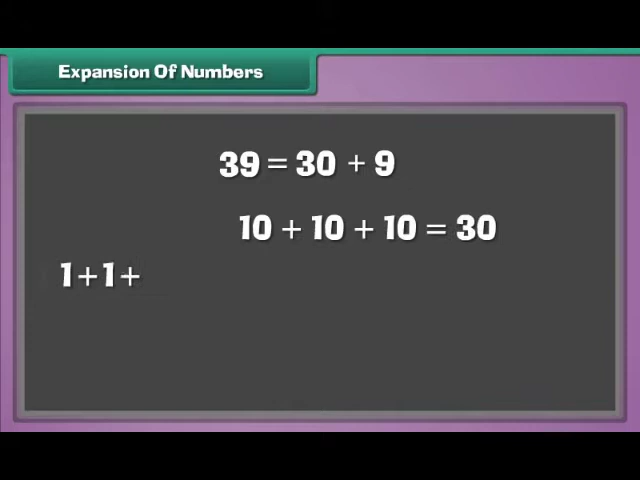 Expansion Of Numbers
39 = 30 + 9
10 + 10 + 10 = 30
1+1+